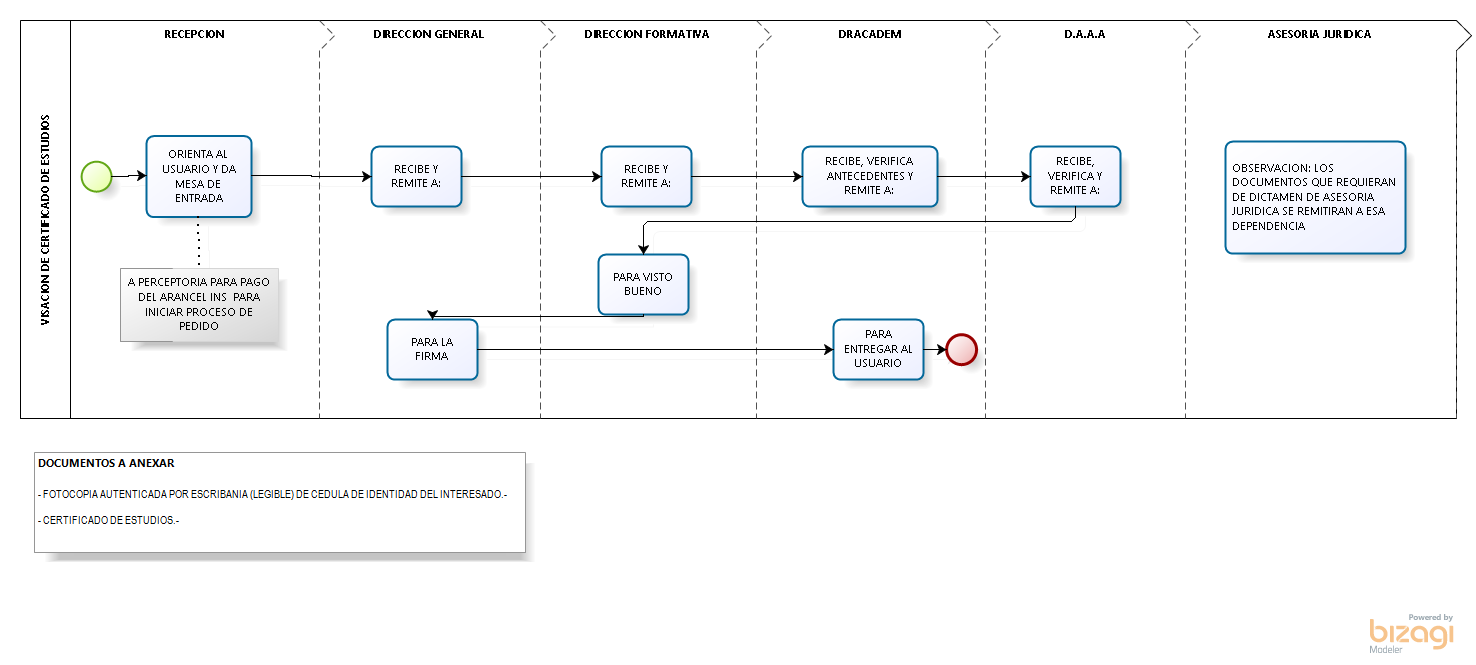 RECEPCION
DIRECCION GENERAL
DIRECCION FORMATIVA
DRACADEM
D.A.A.A
ASESORIA JURIDICA
VISACION DE CERTIFICADO DE ESTUDIOS
ORIENTA AL
USUARIO Y DA
MESA DE
ENTRADA
RECIBE Y
REMITE A:
RECIBE Y
REMITE A:
RECIBE, VERIFICA
ANTECEDENTES Y
REMITE A:
RECIBE,
VERIFICA Y
REMITE A:
OBSERVACION: LOS
DOCUMENTOS QUE REQUIERAN
DE DICTAMEN DE ASESORIA
JURIDICA SE REMITIRAN A ESA
DEPENDENCIA
A PERCEPTORIA PARA PAGO
DEL ARANCEL INS PARA
INICIAR PROCESO DE
PEDIDO
PARA VISTO
BUENO
PARA LA
FIRMA
PARA
ENTREGAR AL
USUARIO
DOCUMENTOS A ANEXAR
- FOTOCOPIA AUTENTICADA POR ESCRIBANIA (LEGIBLE) DE CEDULA DE IDENTIDAD DEL INTERESADO.-
- CERTIFICADO DE ESTUDIOS.-
Powered by
bizagi
Modeler